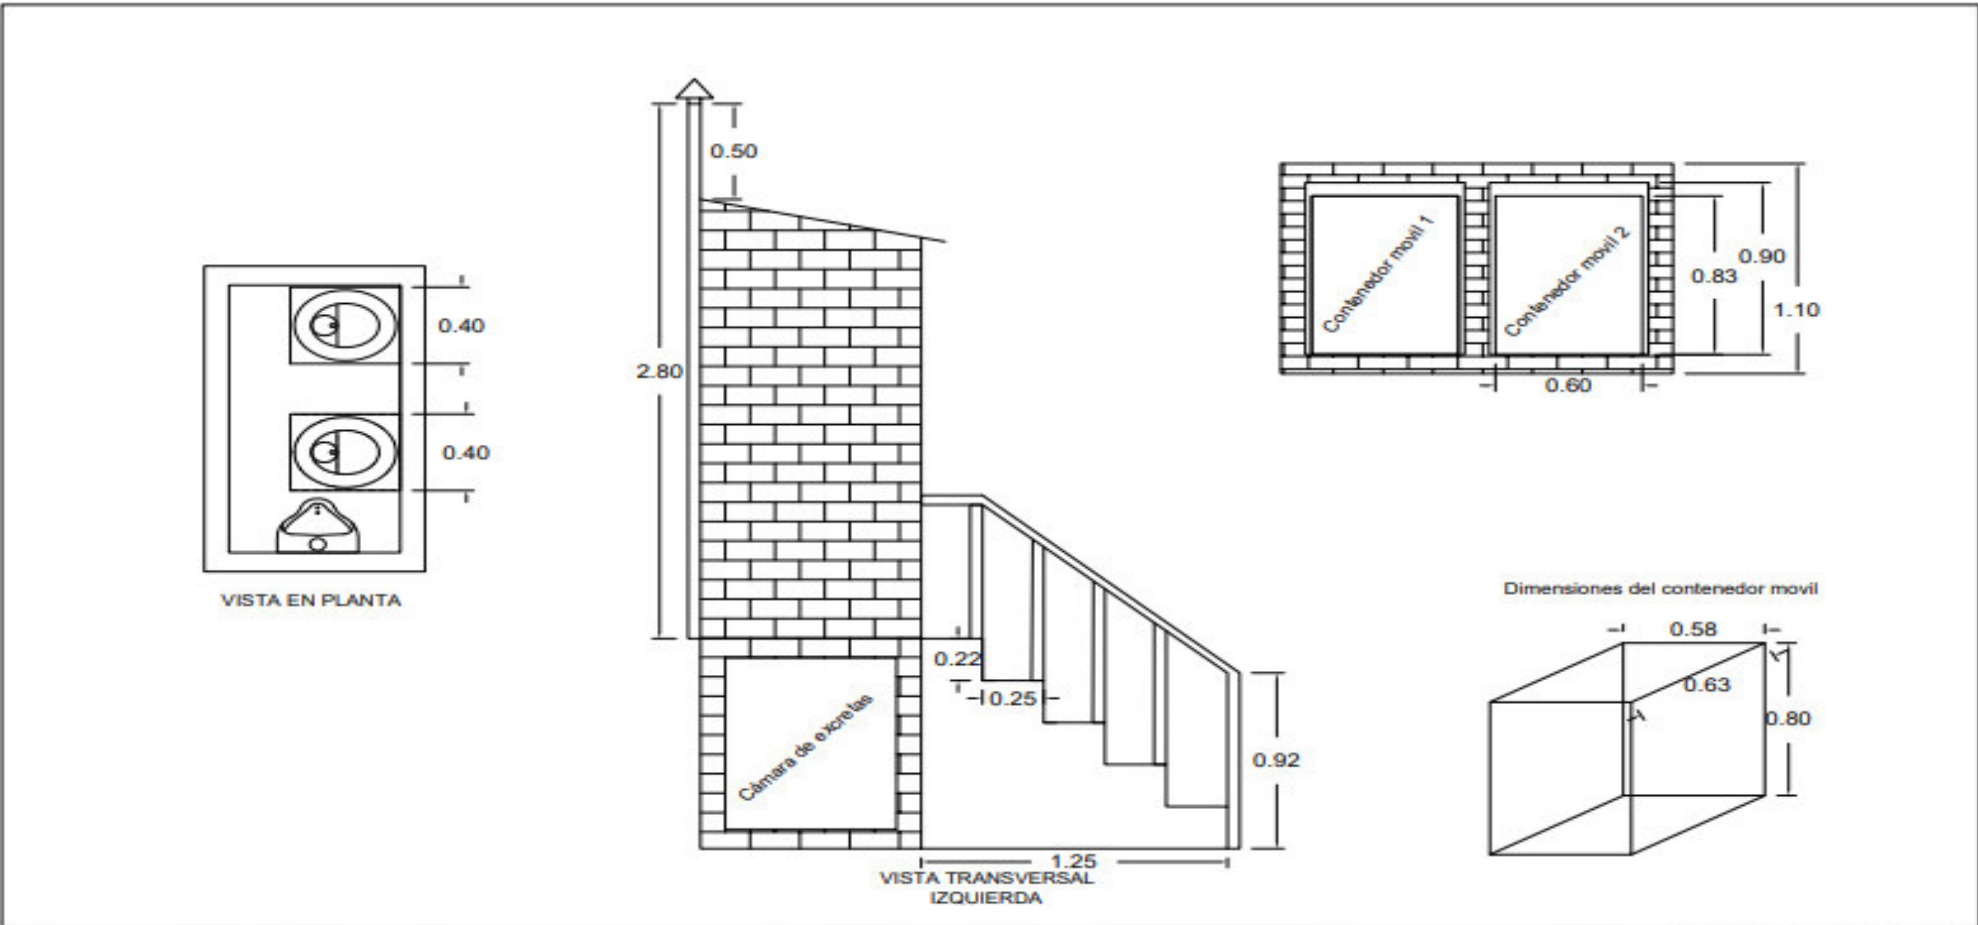 0.40
0.40
VISTA EN PLANTA
0.50
2.80
0.22
0.25
0.92
Càmara de excretas
1.25
VISTA TRANSVERSAL
IZQUIERDA
Contenedor movil 1
Contenedor movil 2
0.83
0.90
1.10
0.60
Dimensiones del contenedor movil
0.58
0.63
0.80